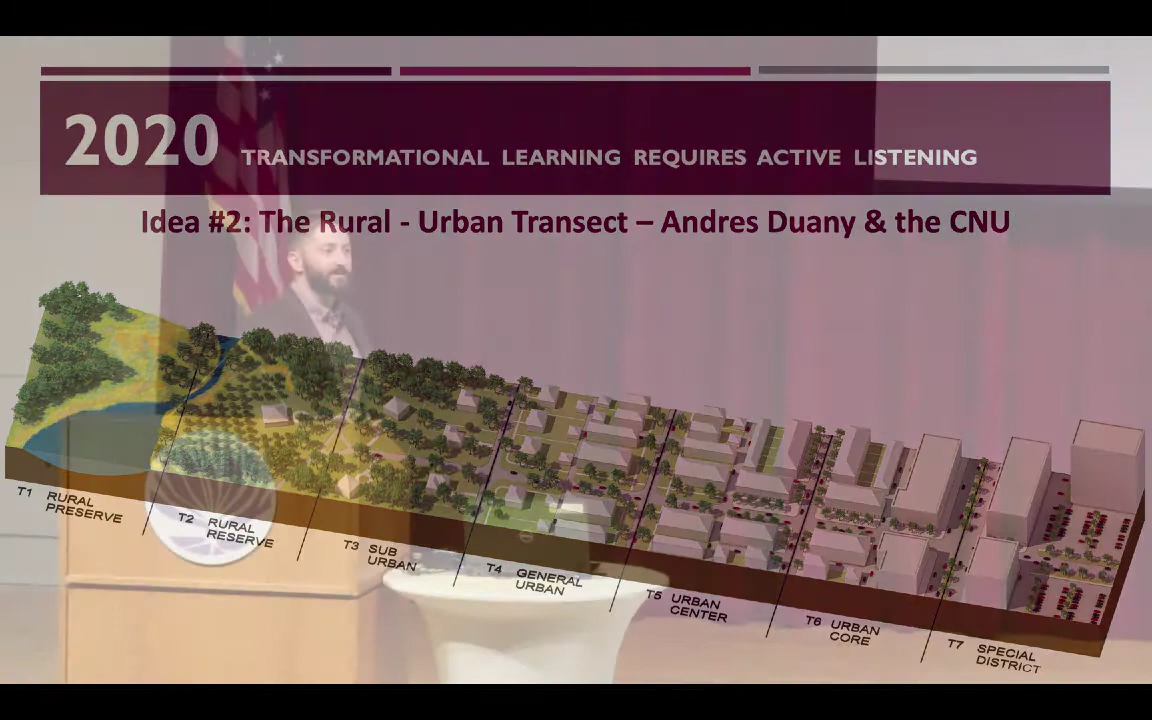 2020 TRANSFORMATIONAL LEARNING REQUIRES ACTIVE LISTENING
Idea #2: The Rural - Urban Transect – Andres Duany & the CNU
T1 RURAL
PRESERVE
T2 RURAL
RESERVE
T3 SUB
URBAN
T4 GENERAL
URBAN
T5 URBAN
CENTER
T6 URBAN
CORE
T7 SPECIAL
DISTRICT